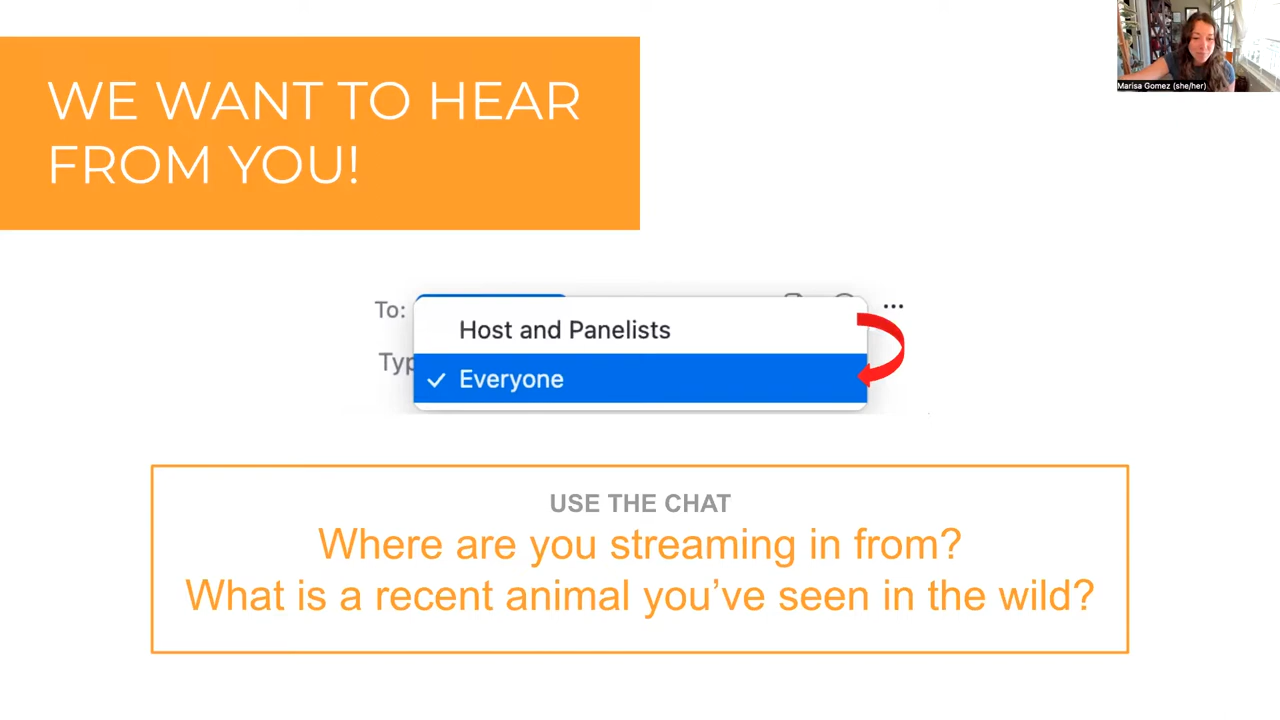 WE WANT TO HEAR
FROM YOU!
Marisa Gomez (she/her)
To:
Host and Panelists
Typ
Everyone
USE THE CHAT
Where are you streaming in from?
What is a recent animal you’ve seen in the wild?